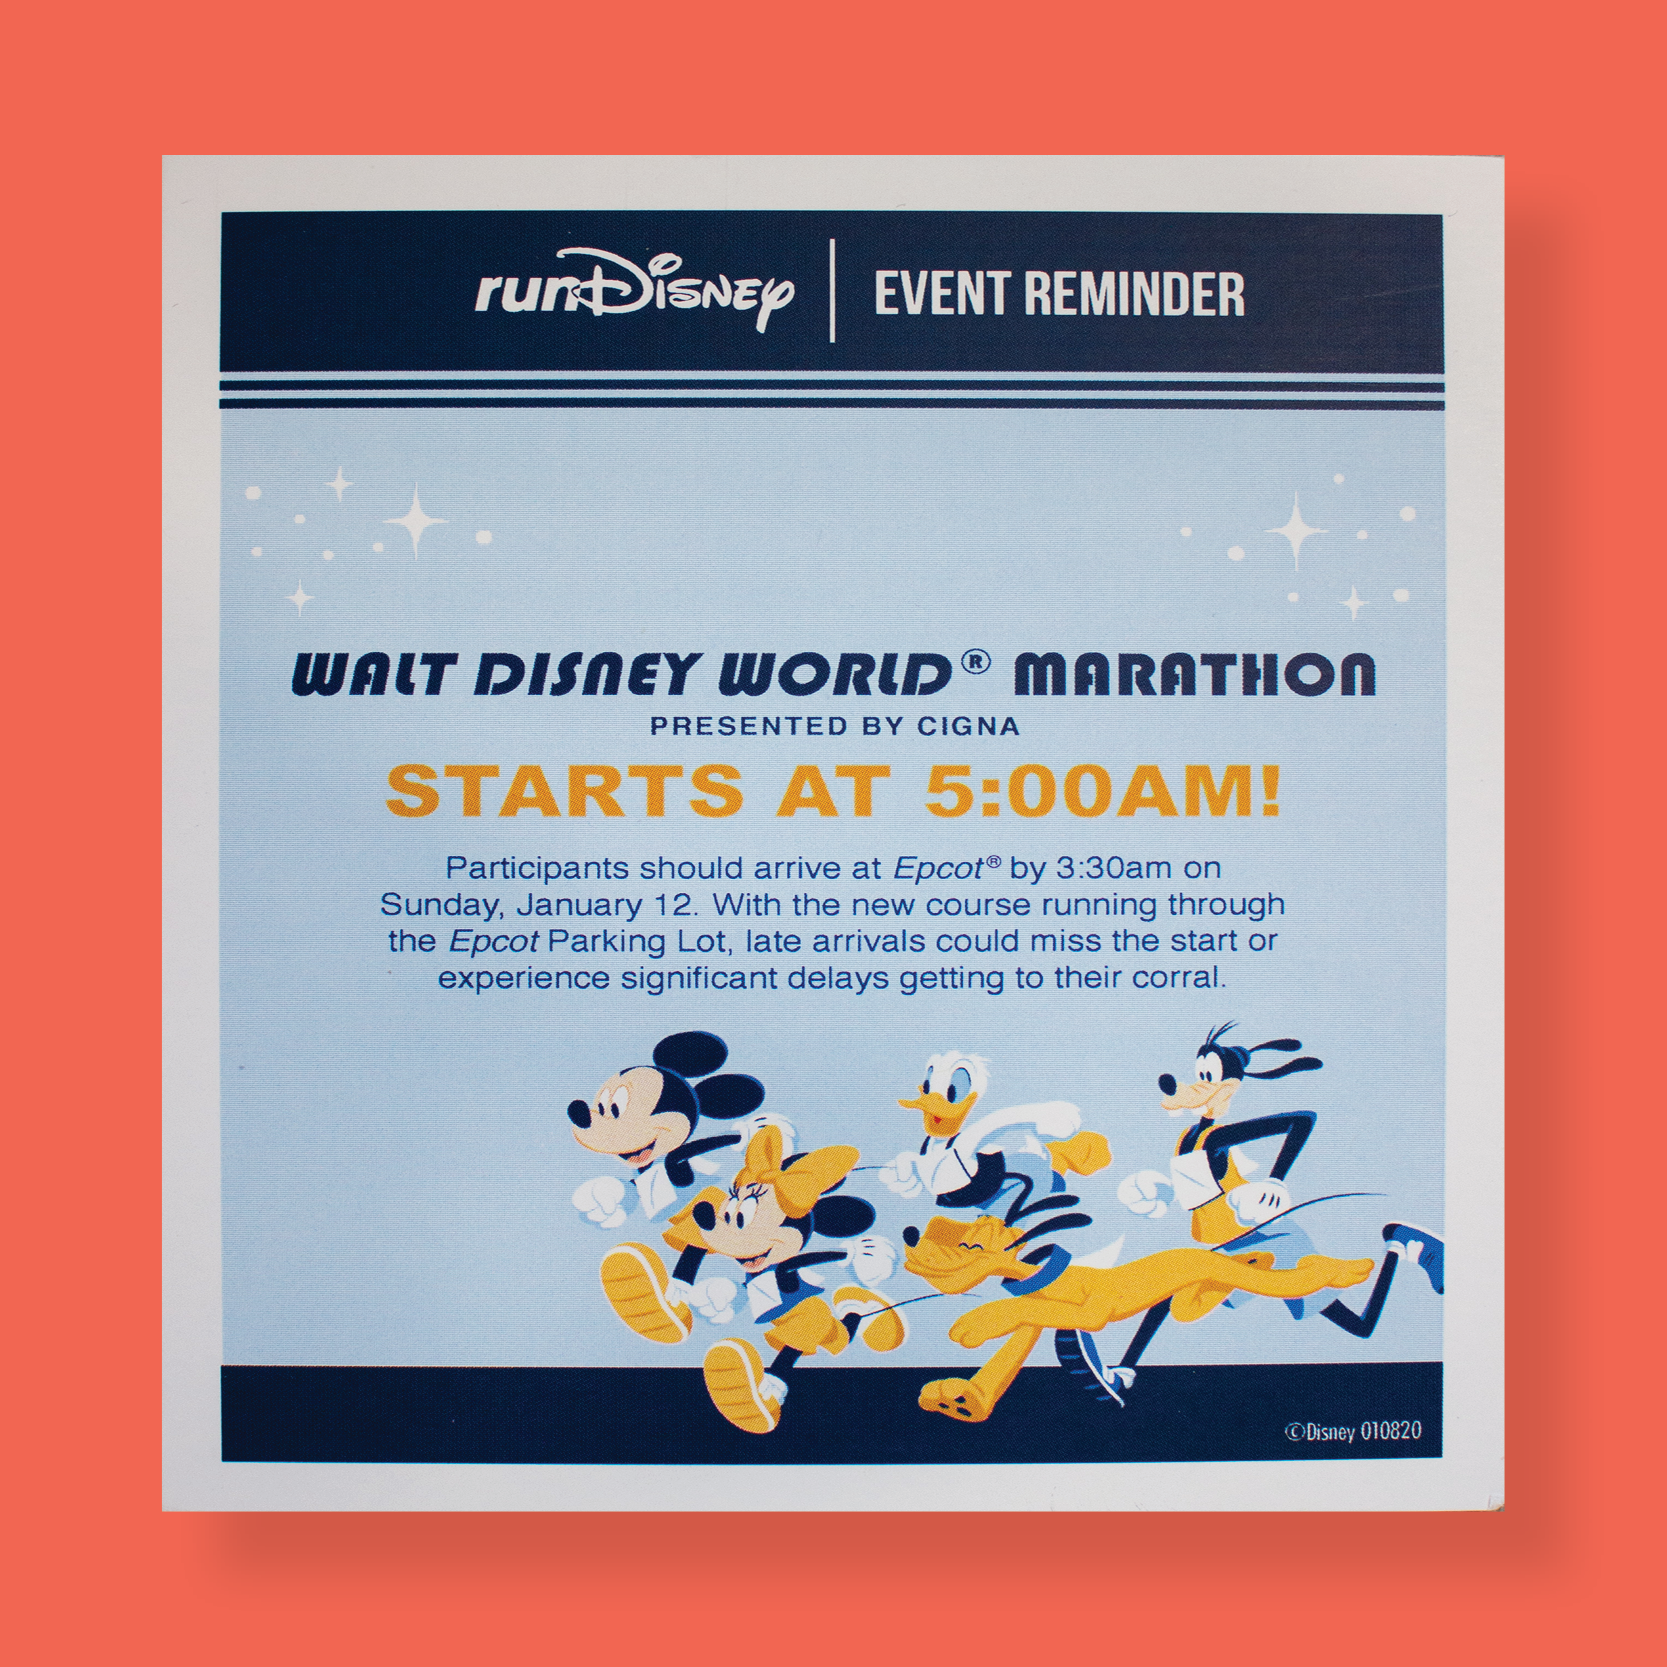 runDisney | EVENT REMINDER
WALT DISNEY WORLD® MARATHON
PRESENTED BY CIGNA
STARTS AT 5:00AM!
Participants should arrive at Epcot® by 3:30am on
Sunday, January 12. With the new course running through
the Epcot Parking Lot, late arrivals could miss the start or
experience significant delays getting to their corral.
©Disney 010820